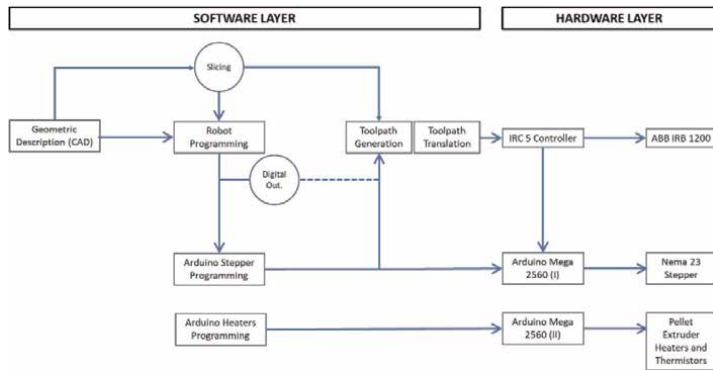 SOFTWARE LAYER
HARDWARE LAYER
Slicing
Geometric
Description (CAD)
Robot
Programming
Toolpath
Generation
Toolpath
Translation
IRC 5 Controller
ABB IRB 1200
Digital
Out.
Arduino Stepper
Programming
Arduino Mega
2560 (I)
Nema 23
Stepper
Arduino Heaters
Programming
Arduino Mega
2560 (II)
Pellet
Extruder
Heaters and
Thermistors